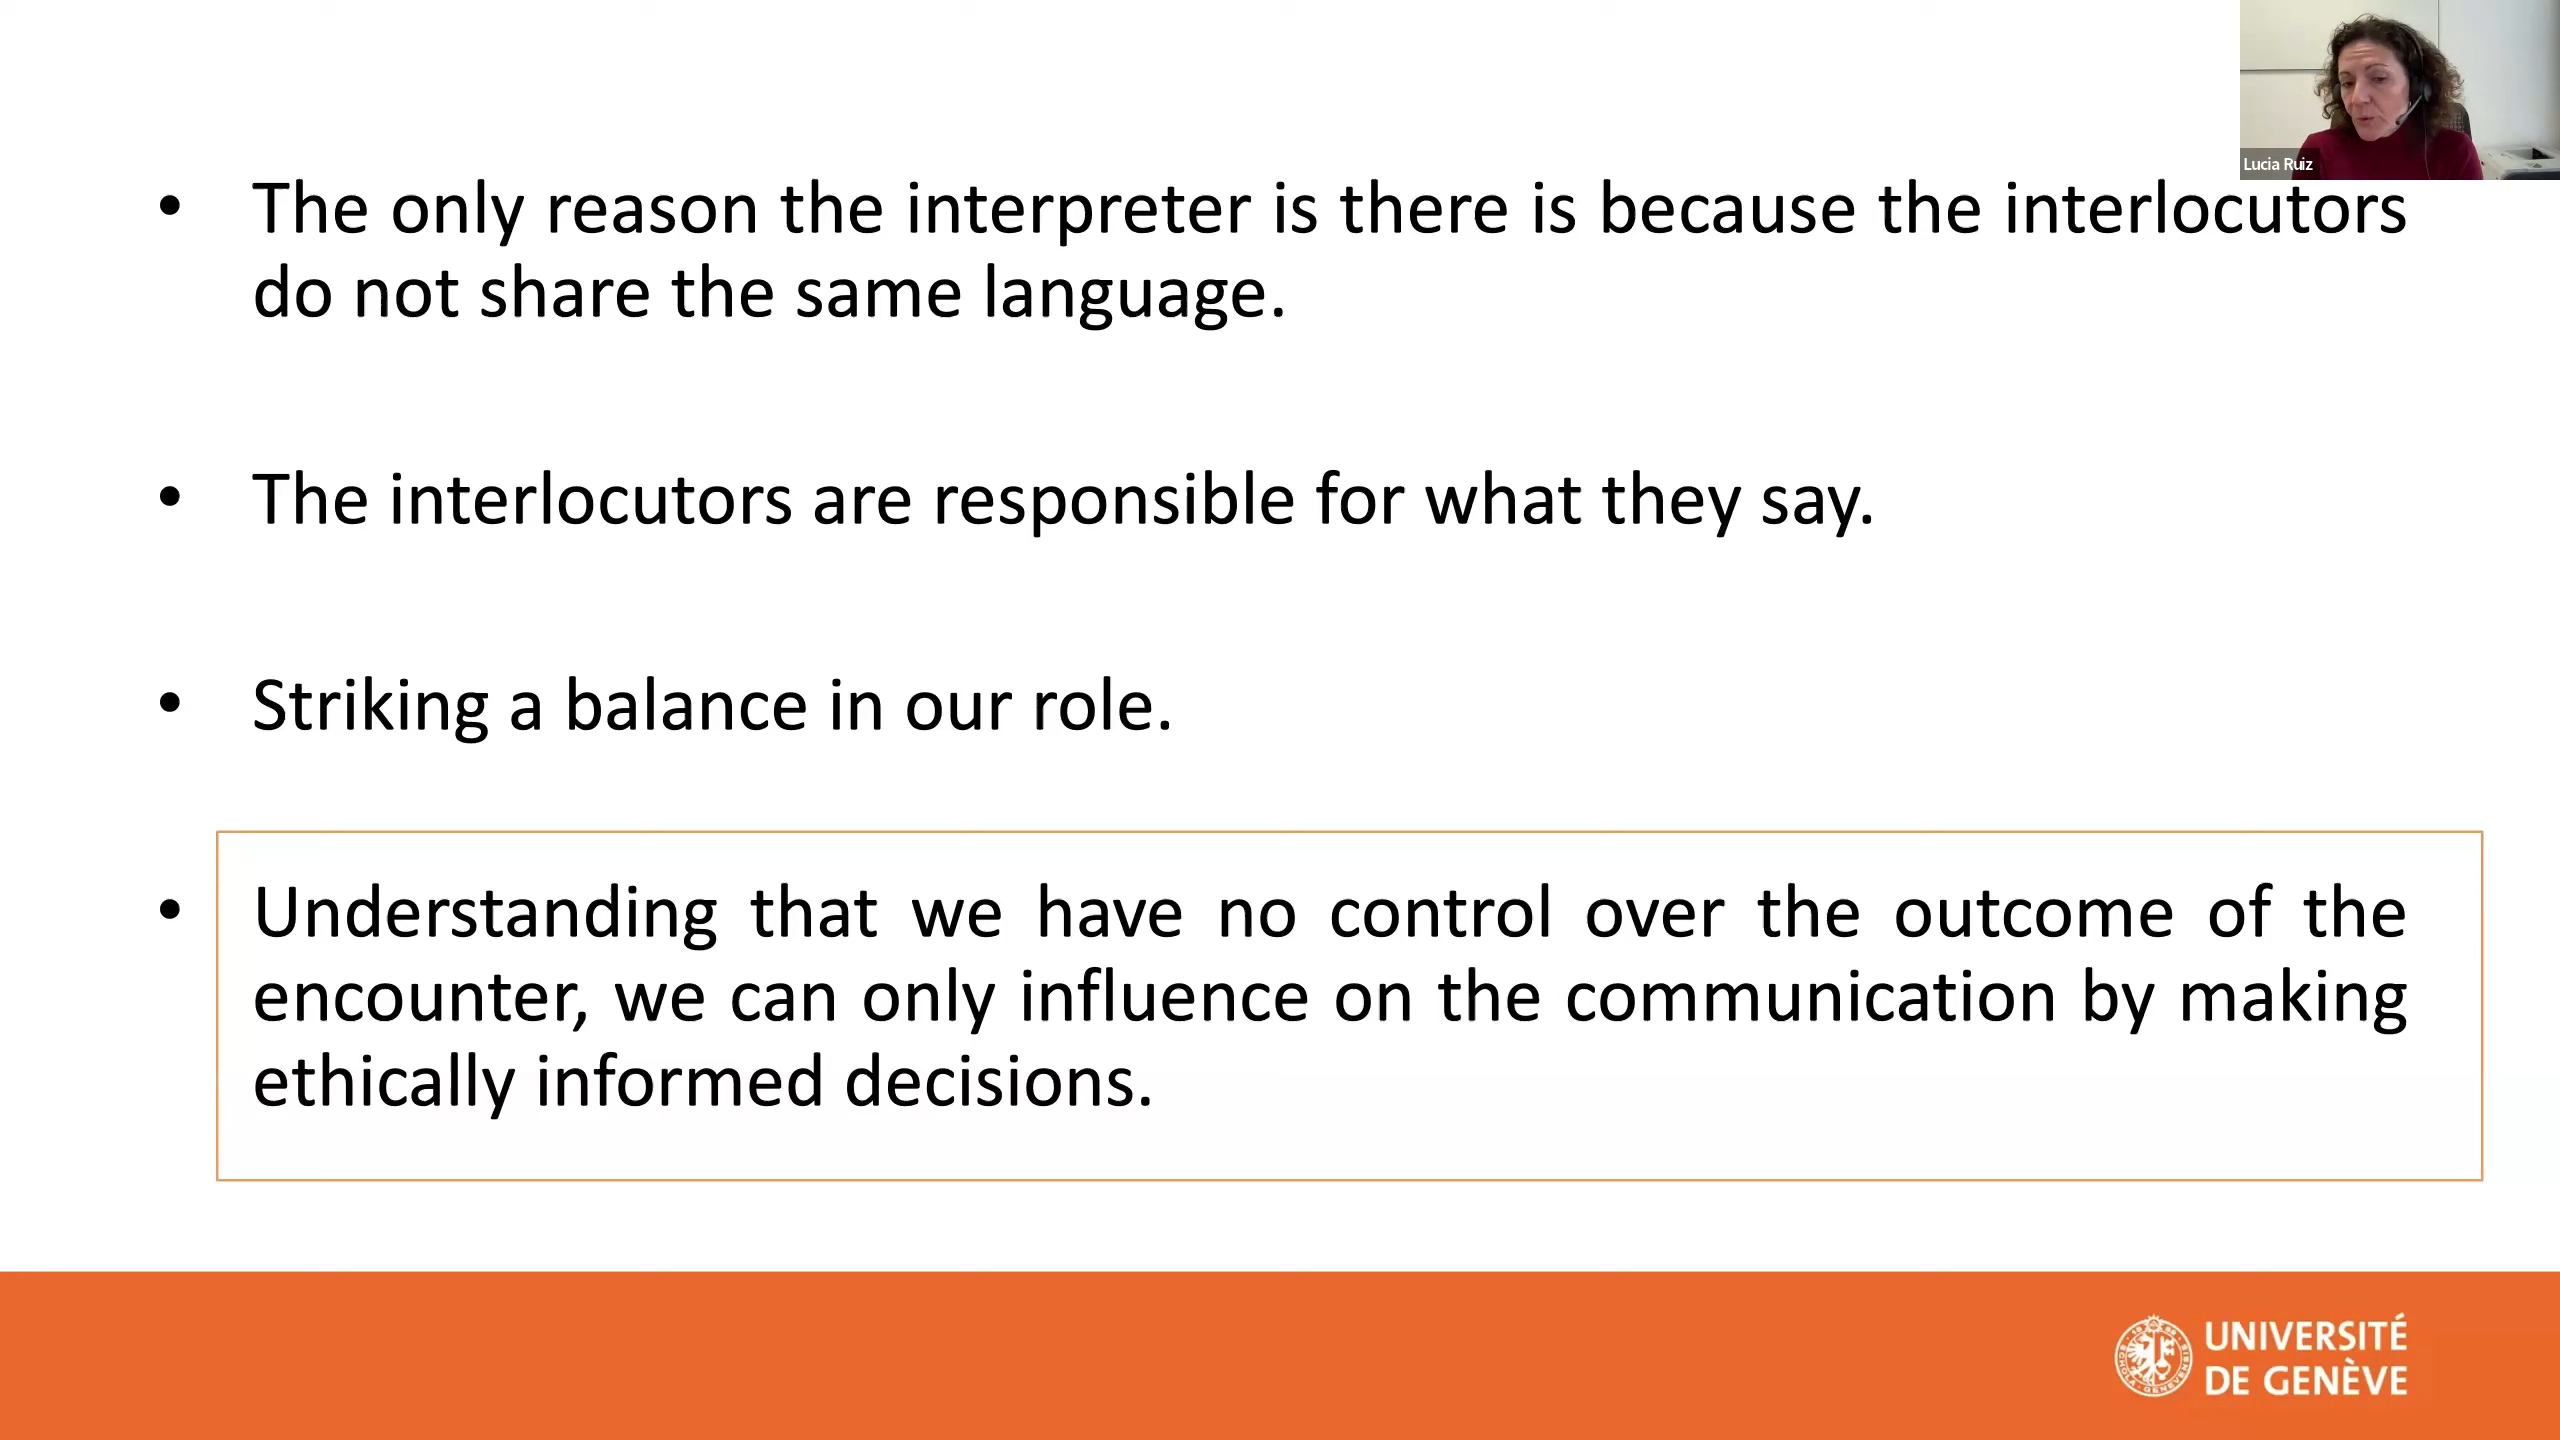 Lucia Ruiz
• The only reason the interpreter is there is because the interlocutors
do not share the same language.
• The interlocutors are responsible for what they say.
• Striking a balance in our role.
• Understanding that we have no control over the outcome of the
encounter, we can only influence on the communication by making
ethically informed decisions.
UNIVERSITÉ
DE GENÈVE